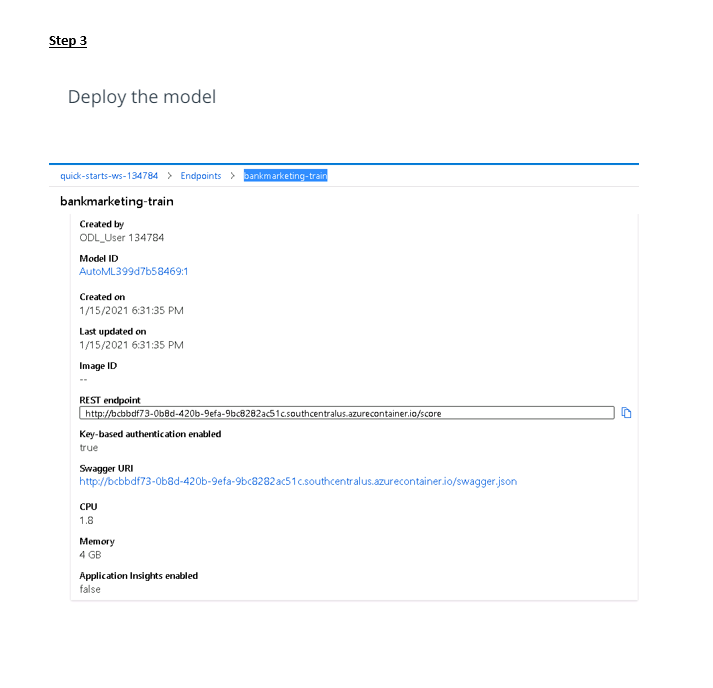 Step 3
Deploy the model
quick-starts-ws-134784 > Endpoints > bankmarketing-train
bankmarketing-train
Created by
ODL_User 134784
Model ID
AutoML399d7b58469:1
Created on
1/15/2021 6:31:35 PM
Last updated on
1/15/2021 6:31:35 PM
Image ID
--
REST endpoint
http://bcbbdf73-0b8d-420b-9efa-9bc8282ac51c.southcentralus.azurecontainer.io/score
Key-based authentication enabled
true
Swagger URI
http://bcbbdf73-0b8d-420b-9efa-9bc8282ac51c.southcentralus.azurecontainer.io/swagger.json
CPU
1.8
Memory
4 GB
Application Insights enabled
false